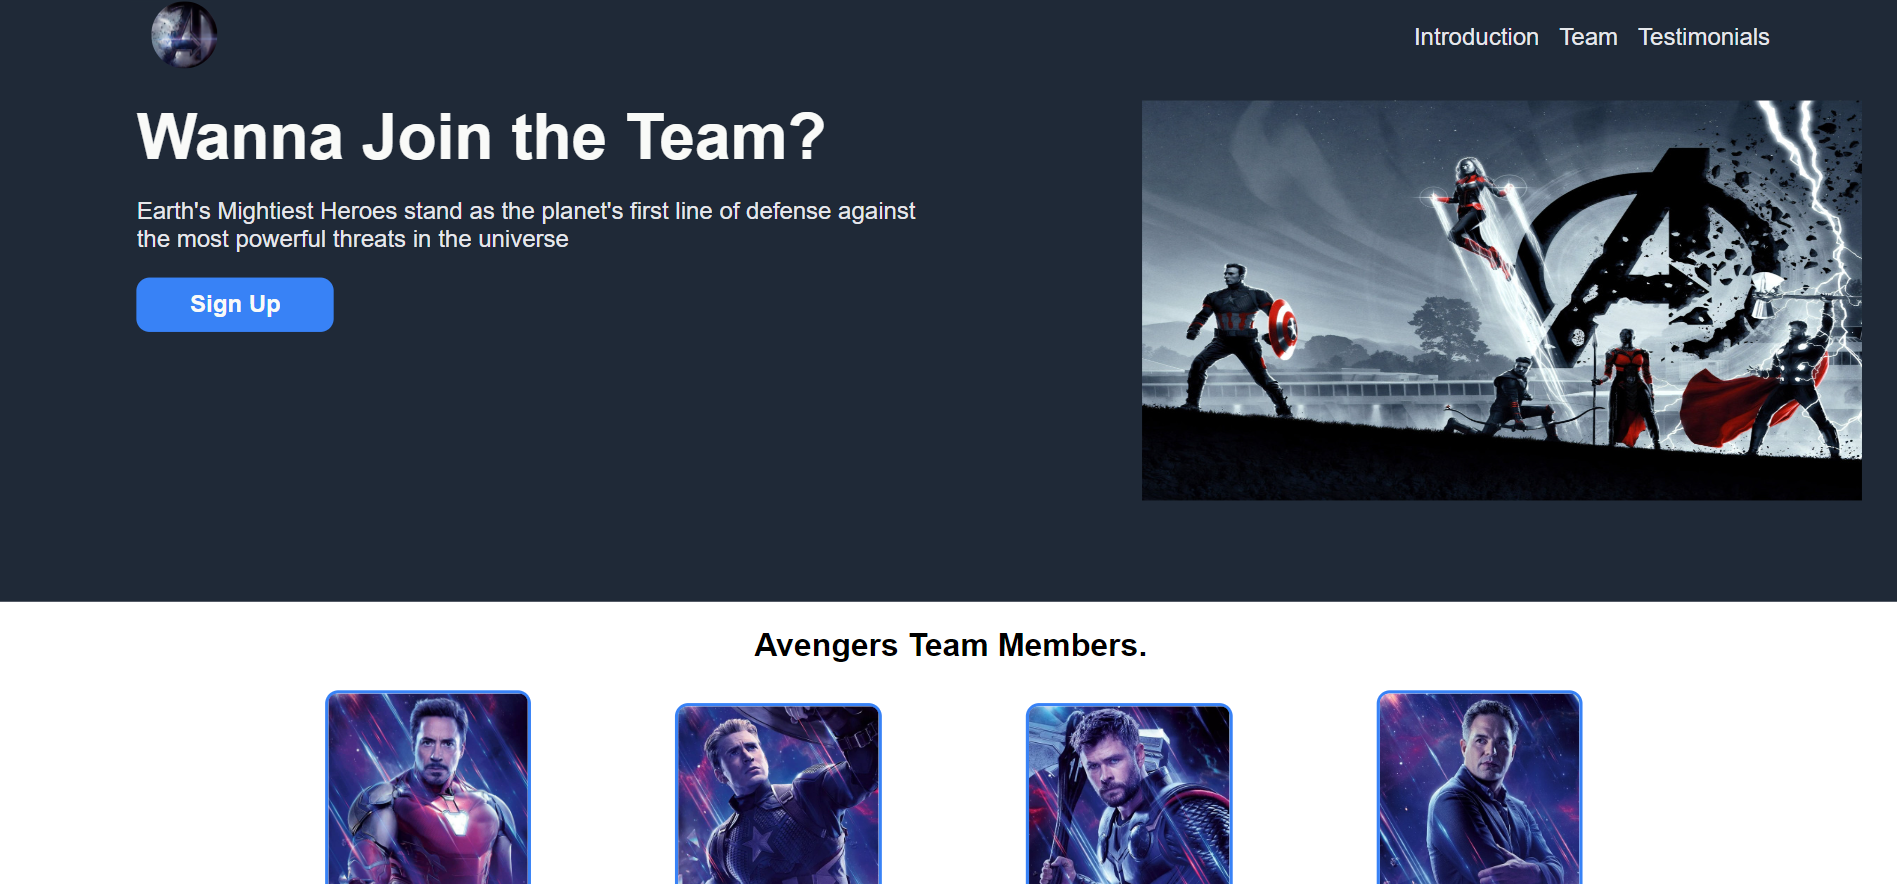 Introduction Team Testimonials
Wanna Join the Team?
Earth's Mightiest Heroes stand as the planet's first line of defense against
the most powerful threats in the universe
Sign Up
Avengers Team Members.